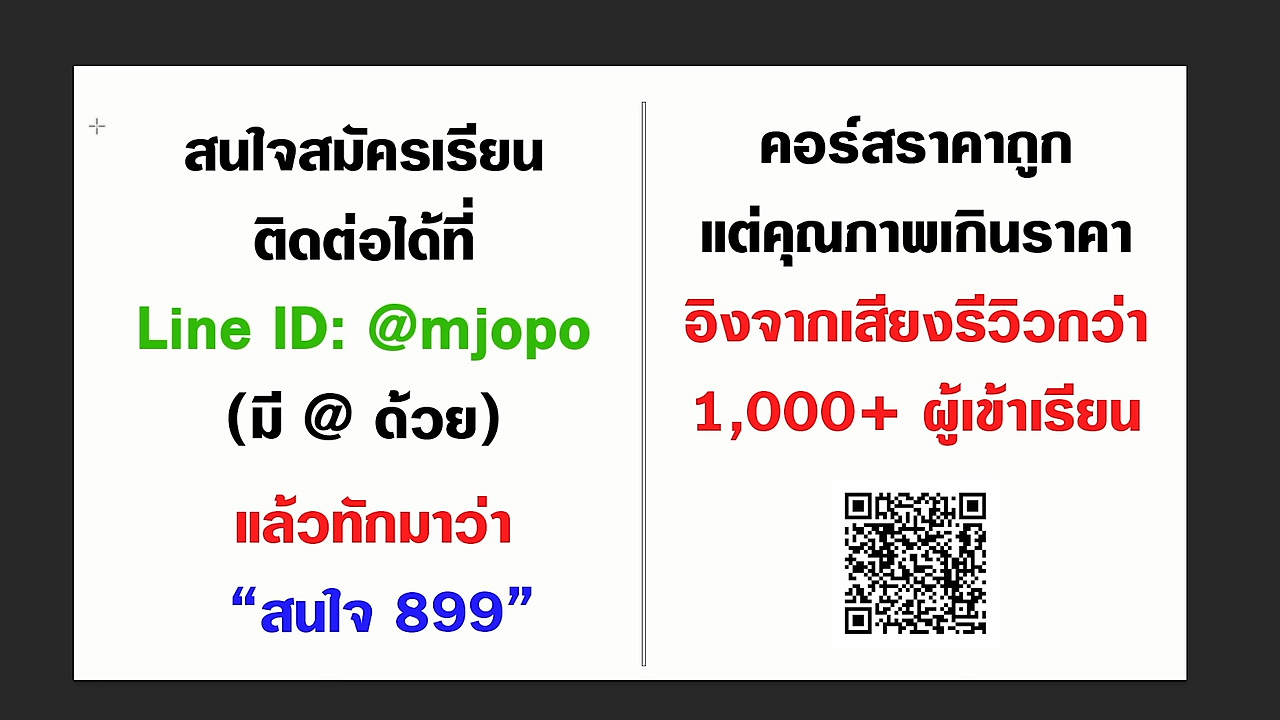 สนใจสมัครเรียน
ติดต่อได้ที่
Line ID: @mjopo
(มี @ ด้วย)
แล้วทักมาว่า
“สนใจ 899”
คอร์สราคาถูก
แต่คุณภาพเกินราคา
อิงจากเสียงรีวิวกว่า
1,000+ ผู้เข้าเรียน